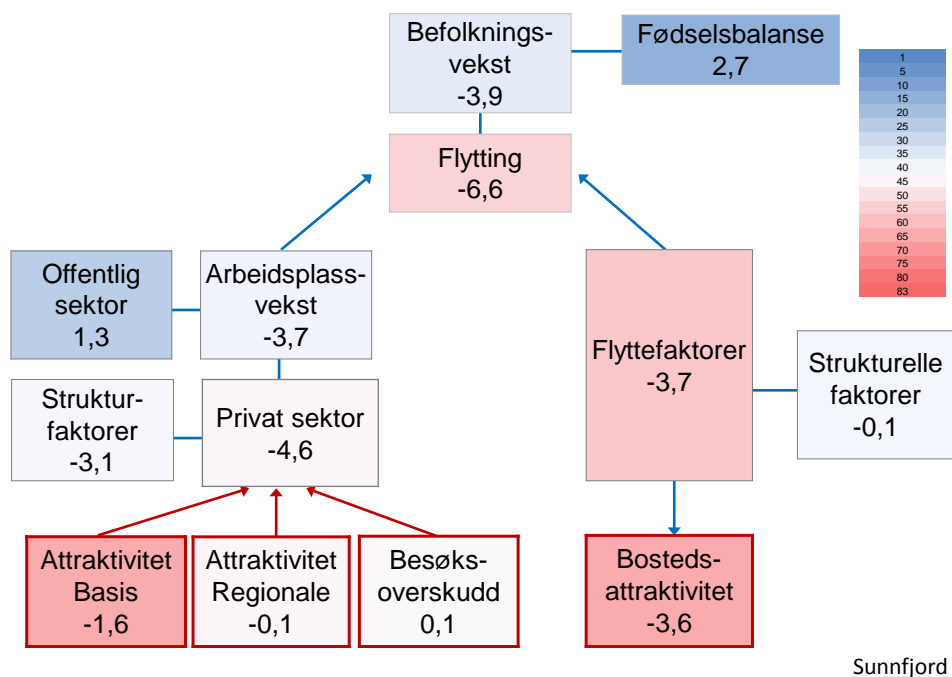 Befolknings-
vekst
-3,9
Fødselsbalanse
2,7
1
5
10
15
20
25
30
35
40
45
50
55
60
65
70
75
80
83
Flytting
-6,6
Offentlig
sektor
1,3
Arbeidsplass-
vekst
-3,7
Flyttefaktorer
-3,7
Strukturelle
faktorer
-0,1
Struktur-
faktorer
-3,1
Privat sektor
-4,6
Attraktivitet
Basis
-1,6
Attraktivitet
Regionale
-0,1
Besøks-
overskudd
0,1
Bosteds-
attraktivitet
-3,6
Sunnfjord